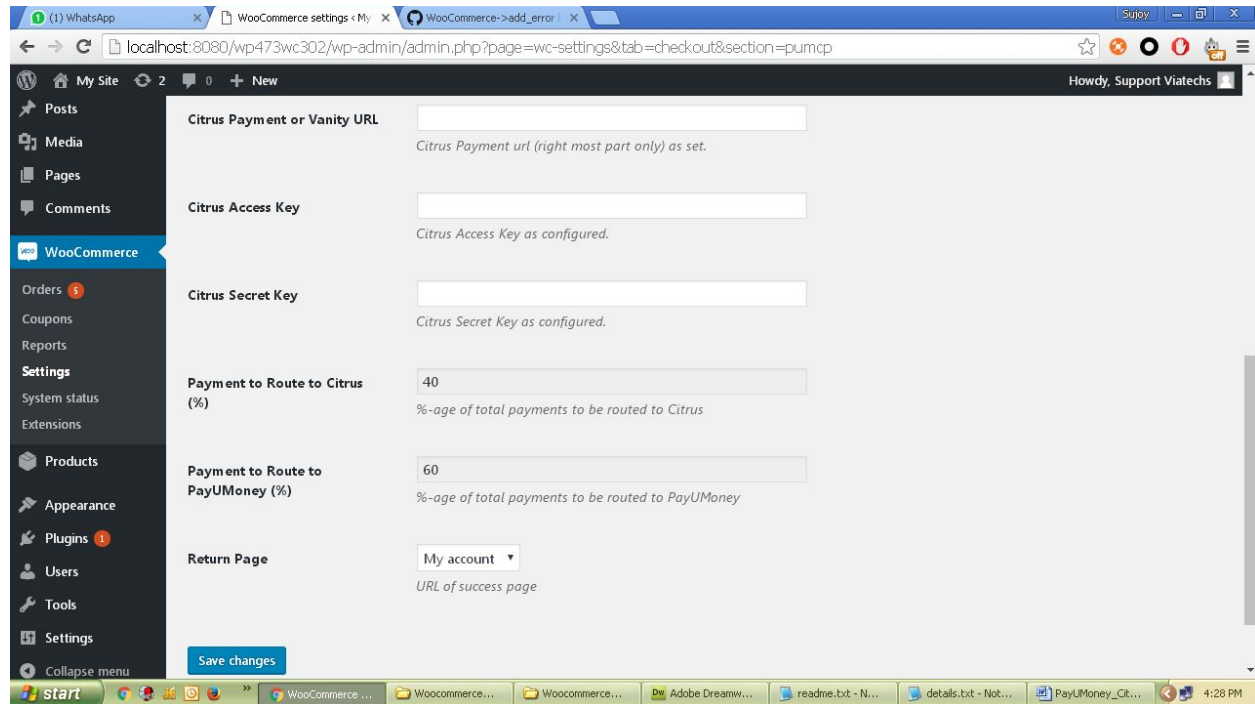 (1) WhatsApp
WooCommerce settings ‹ My
WooCommerce->add_error
Sujoy
localhost:8080/wp473wc302/wp-admin/admin.php?page=wc-settings&tab=checkout&section=pumcp
off
My Site
2
0
New
Howdy, Support Viatechs
Posts
Media
Pages
Comments
woo
WooCommerce
Orders 5
Coupons
Reports
Settings
System status
Extensions
Products
Appearance
Plugins 1
Users
Tools
Settings
Collapse menu
Citrus Payment or Vanity URL
Citrus Payment url (right most part only) as set.
Citrus Access Key
Citrus Access Key as configured.
Citrus Secret Key
Citrus Secret Key as configured.
Payment to Route to Citrus
(%)
40
%-age of total payments to be routed to Citrus
Payment to Route to
PayUMoney (%)
60
%-age of total payments to be routed to PayUMoney
Return Page
My account
URL of success page
Save changes
start
WooCommerce ...
Woocommerce...
Woocommerce...
Dw Adobe Dreamw...
readme.txt - N...
details.txt - Not...
PayUMoney_Cit...
4:28 PM